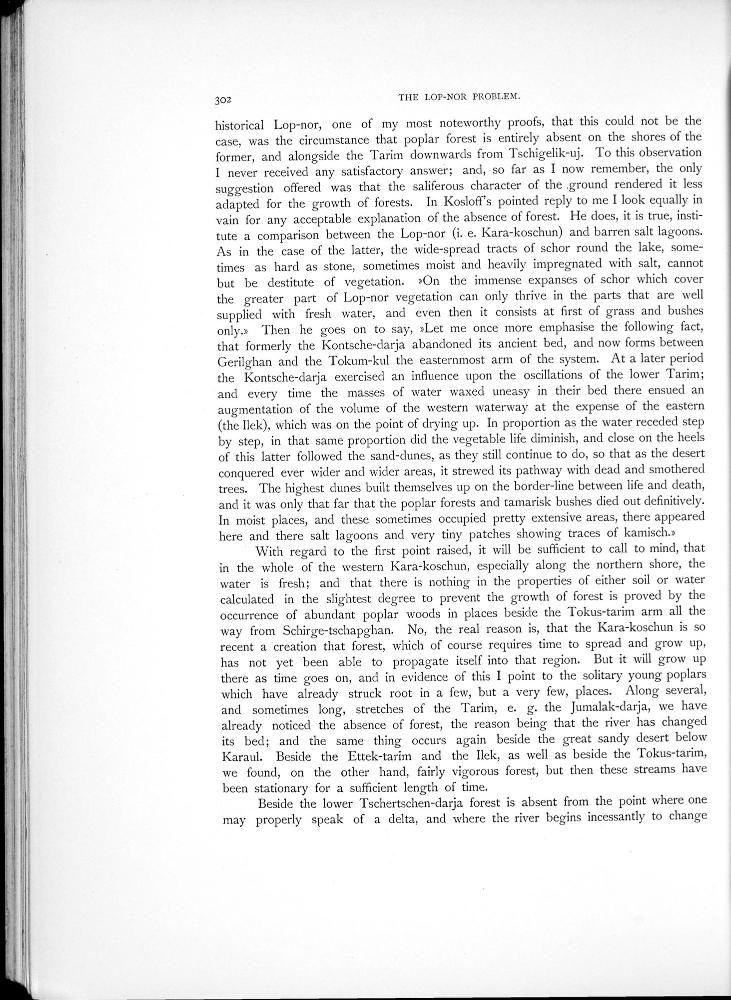 302
THE LOP-NOR PROBLEM.
historical Lop-nor, one of my most noteworthy proofs, that this could not be the
case, was the circumstance that poplar forest is entirely absent on the shores of the
former, and alongside the Tarim downwards from Tschigelik-uj. To this observation
I never received any satisfactory answer; and, so far as I now remember, the only
suggestion offered was that the saliferous character of the ground rendered it less
adapted for the growth of forests. In Kosloff's pointed reply to me I look equally in
vain for any acceptable explanation of the absence of forest. He does, it is true, insti-
tute a comparison between the Lop-nor (i. e. Kara-koschun) and barren salt lagoons.
As in the case of the latter, the wide-spread tracts of schor round the lake, some-
times as hard as stone, sometimes moist and heavily impregnated with salt, cannot
but be destitute of vegetation. »On the immense expanses of schor which cover
the greater part of Lop-nor vegetation can only thrive in the parts that are well
supplied with fresh water, and even then it consists at first of grass and bushes
only.» Then he goes on to say, »Let me once more emphasise the following fact,
that formerly the Kontsche-darja abandoned its ancient bed, and now forms between
Gerilghan and the Tokum-kul the easternmost arm of the system. At a later period
the Kontsche-darja exercised an influence upon the oscillations of the lower Tarim;
and every time the masses of water waxed uneasy in their bed there ensued an
augmentation of the volume of the western waterway at the expense of the eastern
(the Ilek), which was on the point of drying up. In proportion as the water receded step
by step, in that same proportion did the vegetable life diminish, and close on the heels
of this latter followed the sand-dunes, as they still continue to do, so that as the desert
conquered ever wider and wider areas, it strewed its pathway with dead and smothered
trees. The highest dunes built themselves up on the border-line between life and death,
and it was only that far that the poplar forests and tamarisk bushes died out definitively.
In moist places, and these sometimes occupied pretty extensive areas, there appeared
here and there salt lagoons and very tiny patches showing traces of kamisch.»
With regard to the first point raised, it will be sufficient to call to mind, that
in the whole of the western Kara-koschun, especially along the northern shore, the
water is fresh; and that there is nothing in the properties of either soil or water
calculated in the slightest degree to prevent the growth of forest is proved by the
occurrence of abundant poplar woods in places beside the Tokus-tarim arm all the
way from Schirge-tschapghan. No, the real reason is, that the Kara-koschun is so
recent a creation that forest, which of course requires time to spread and grow up,
has not yet been able to propagate itself into that region. But it will grow up
there as time goes on, and in evidence of this I point to the solitary young poplars
which have already struck root in a few, but a very few, places. Along several,
and sometimes long, stretches of the Tarim, e. g. the Jumalak-darja, we have
already noticed the absence of forest, the reason being that the river has changed
its bed; and the same thing occurs again beside the great sandy desert below
Karaul. Beside the Ettek-tarim and the Ilek, as well as beside the Tokus-tarim,
we found, on the other hand, fairly vigorous forest, but then these streams have
been stationary for a sufficient length of time.
Beside the lower Tschertschen-darja forest is absent from the point where one
may properly speak of a delta, and where the river begins incessantly to change